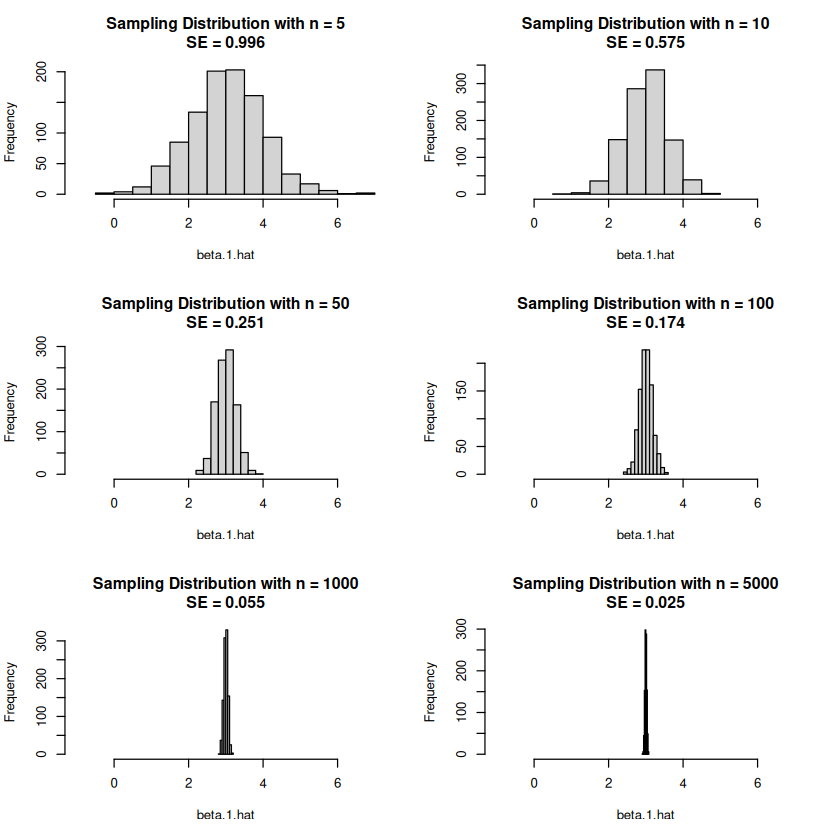 Sampling Distribution with n = 5
SE = 0.996
Frequency
0
50
100
200
0
2
4
6
beta.1.hat
Sampling Distribution with n = 10
SE = 0.575
Frequency
0
100
200
300
0
2
4
6
beta.1.hat
Sampling Distribution with n = 50
SE = 0.251
Frequency
0
100
200
300
0
2
4
6
beta.1.hat
Sampling Distribution with n = 100
SE = 0.174
Frequency
0
50
150
0
2
4
6
beta.1.hat
Sampling Distribution with n = 1000
SE = 0.055
Frequency
0
100
200
300
0
2
4
6
beta.1.hat
Sampling Distribution with n = 5000
SE = 0.025
Frequency
0
100
200
300
0
2
4
6
beta.1.hat